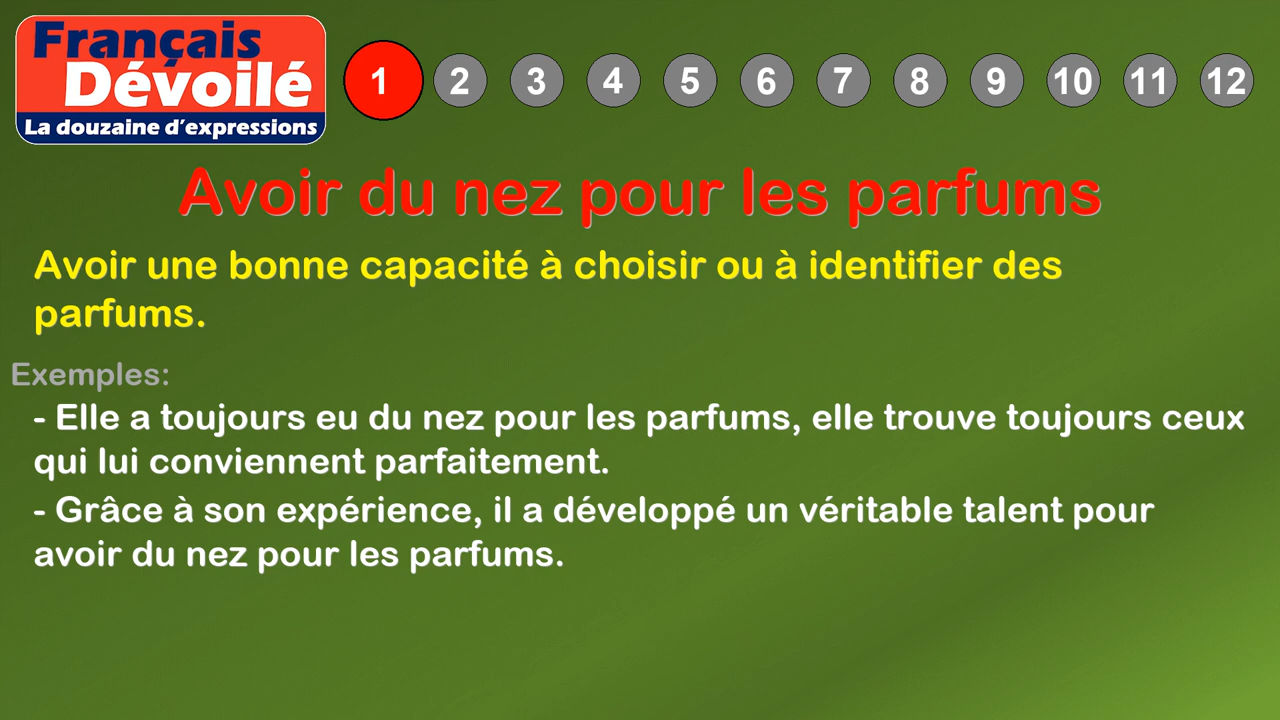 Français
Dévoilé
La douzaine d'expressions
1 2 3 4 5 6 7 8 9 10 11 12
Avoir du nez pour les parfums
Avoir une bonne capacité à choisir ou à identifier des
parfums.
Exemples:
- Elle a toujours eu du nez pour les parfums, elle trouve toujours ceux
qui lui conviennent parfaitement.
- Grâce à son expérience, il a développé un véritable talent pour
avoir du nez pour les parfums.